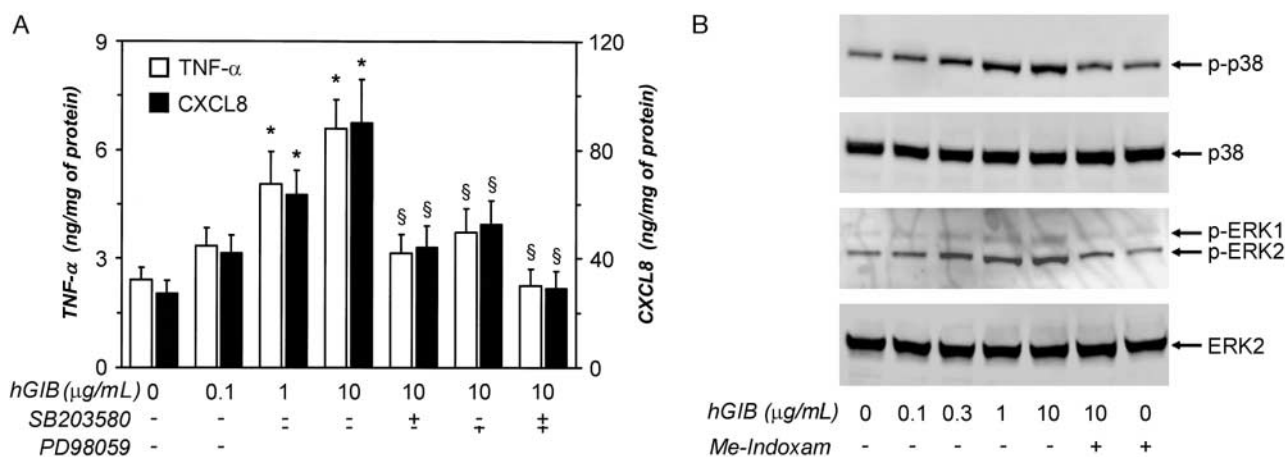 A
9
6
3
0
TNF-α (ng/mg of protein)
TNF-α
CXCL8
* * * *
§ § § § § §
120
80
40
0
CXCL8 (ng/mg of protein)
hGIB (μg/mL) 0 0.1 1 10 10 10 10
SB203580 - - - - + - +
PD98059 - - - - - + +
B
p-p38
p38
p-ERK1
p-ERK2
ERK2
hGIB (μg/mL) 0 0.1 0.3 1 10 10 0
Me-Indoxam - - - - - + +